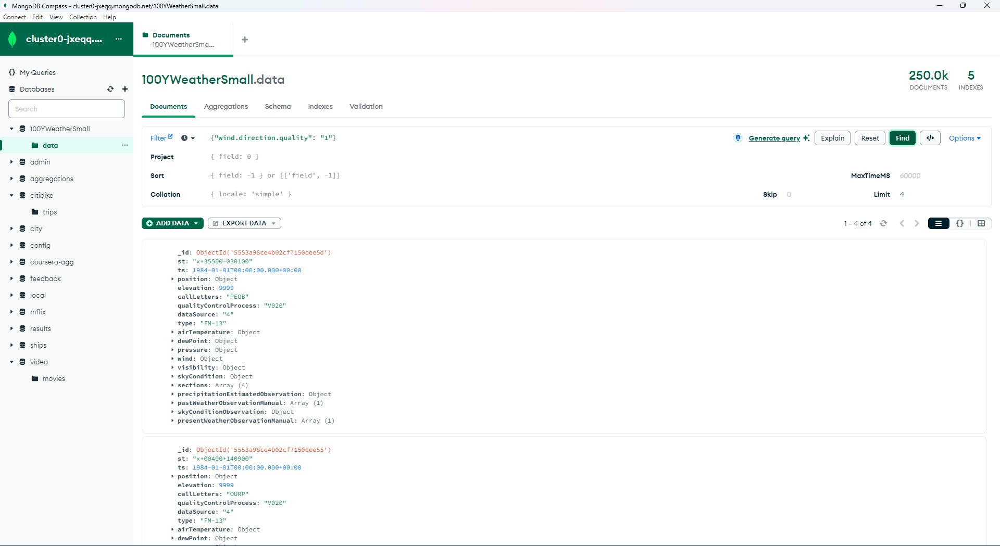 MongoDB Compass - cluster0-jxeqq.mongodb.net/100YWeatherSmall.data
Connect Edit View Collection Help
cluster0-jxeqq....
Documents
100YWeatherSma...
My Queries
Databases
Search
100YWeatherSmall
data
admin
aggregations
citibike
trips
city
config
coursera-agg
feedback
local
mflix
results
ships
video
movies
100YWeatherSmall.data
250.0k
DOCUMENTS
5
INDEXES
Documents Aggregations Schema Indexes Validation
Filter {"wind.direction.quality": "1"} Generate query Explain Reset Find </> Options
Project { field: 0 }
Sort { field: -1 } or [['field', -1]] MaxTimeMS 60000
Collation { locale: 'simple' } Skip 0 Limit 4
ADD DATA EXPORT DATA 1 – 4 of 4 {}
_id: ObjectId('5553a98ce4b02cf7150dee5d')
st: "x+35500-030100"
ts: 1984-01-01T00:00:00.000+00:00
position: Object
elevation: 9999
callLetters: "PEOB"
qualityControlProcess: "V020"
dataSource: "4"
type: "FM-13"
airTemperature: Object
dewPoint: Object
pressure: Object
wind: Object
visibility: Object
skyCondition: Object
sections: Array (4)
precipitationEstimatedObservation: Object
pastWeatherObservationManual: Array (1)
skyConditionObservation: Object
presentWeatherObservationManual: Array (1)
_id: ObjectId('5553a98ce4b02cf7150dee55')
st: "x+00400+140900"
ts: 1984-01-01T00:00:00.000+00:00
position: Object
elevation: 9999
callLetters: "OURP"
qualityControlProcess: "V020"
dataSource: "4"
type: "FM-13"
airTemperature: Object
dewPoint: Object